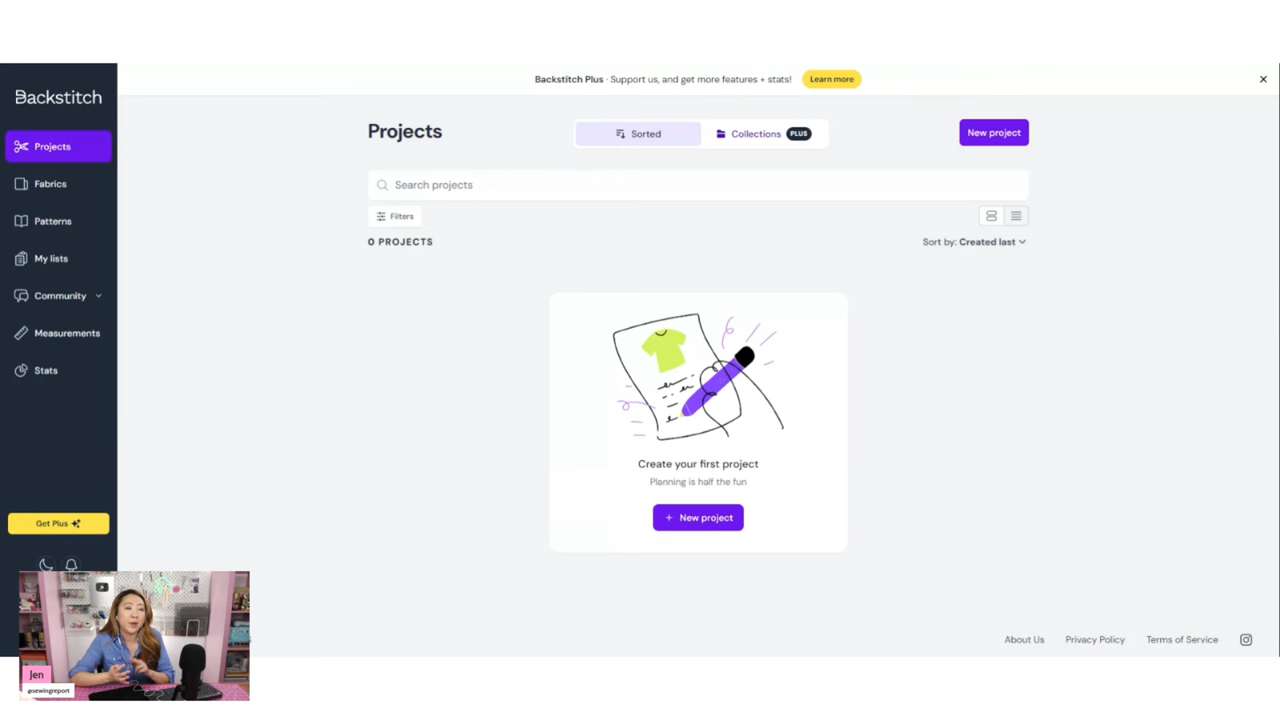 Backstitch Plus · Support us, and get more features + stats!
Learn more
Backstitch
Projects
Fabrics
Patterns
My lists
Community
Measurements
Stats
Get Plus
Projects
Sorted
Collections PLUS
New project
Search projects
Filters
0 PROJECTS
Sort by: Created last
Create your first project
Planning is half the fun
+ New project
Jen
@sewingreport
About Us
Privacy Policy
Terms of Service